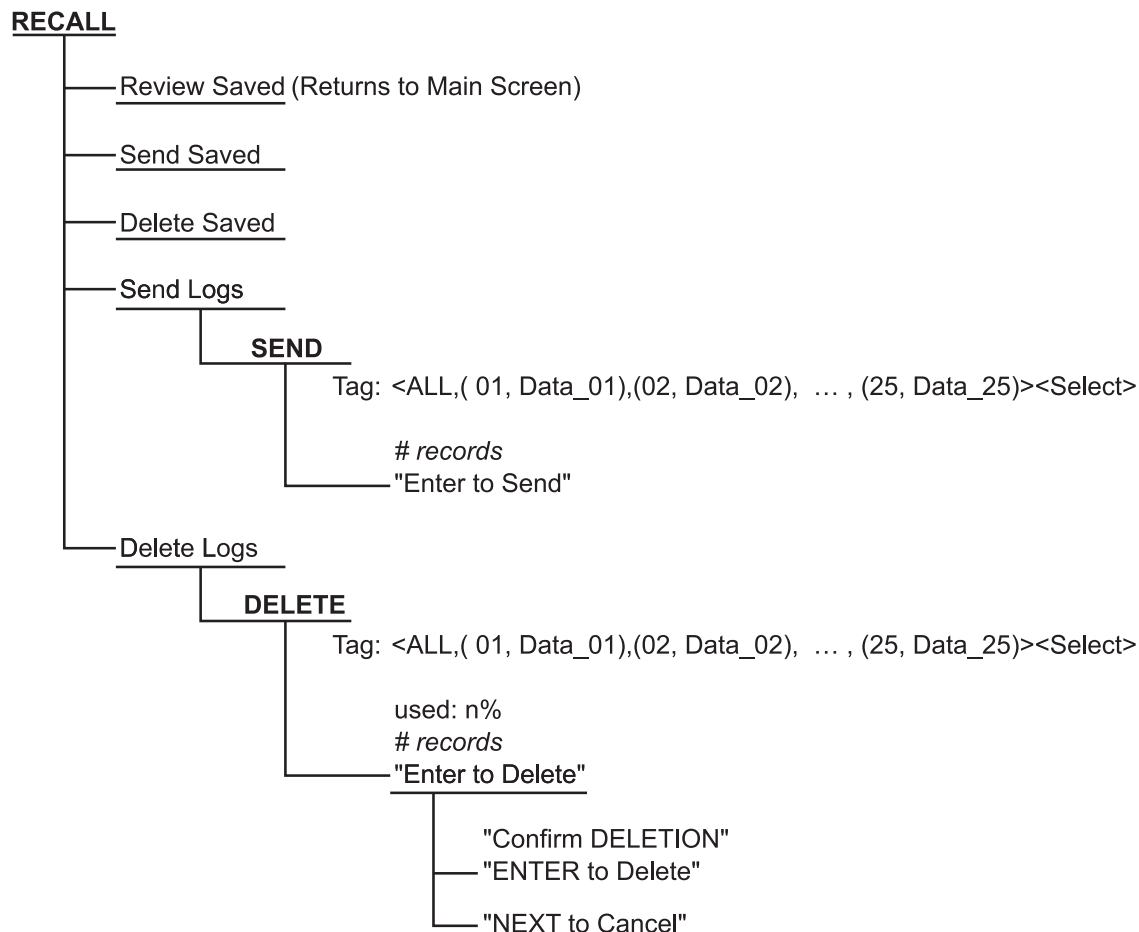 RECALL
Review Saved (Returns to Main Screen)
Send Saved
Delete Saved
Send Logs
SEND
Tag: <ALL,( 01, Data_01),(02, Data_02), … , (25, Data_25)><Select>
# records
"Enter to Send"
Delete Logs
DELETE
Tag: <ALL,( 01, Data_01),(02, Data_02), … , (25, Data_25)><Select>
used: n%
# records
"Enter to Delete"
"Confirm DELETION"
"ENTER to Delete"
"NEXT to Cancel"